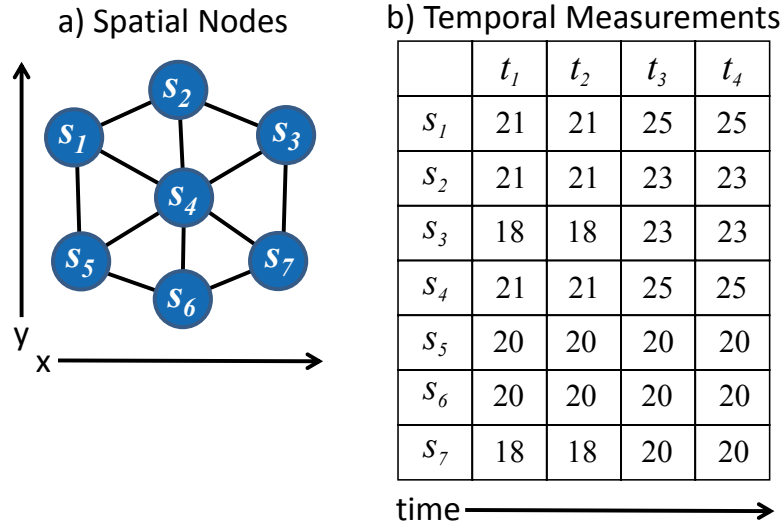 a) Spatial Nodes
s2
s1
s3
s4
s5
s7
s6
y
x
b) Temporal Measurements
t1 t2 t3 t4
s1 21 21 25 25
s2 21 21 23 23
s3 18 18 23 23
s4 21 21 25 25
s5 20 20 20 20
s6 20 20 20 20
s7 18 18 20 20
time